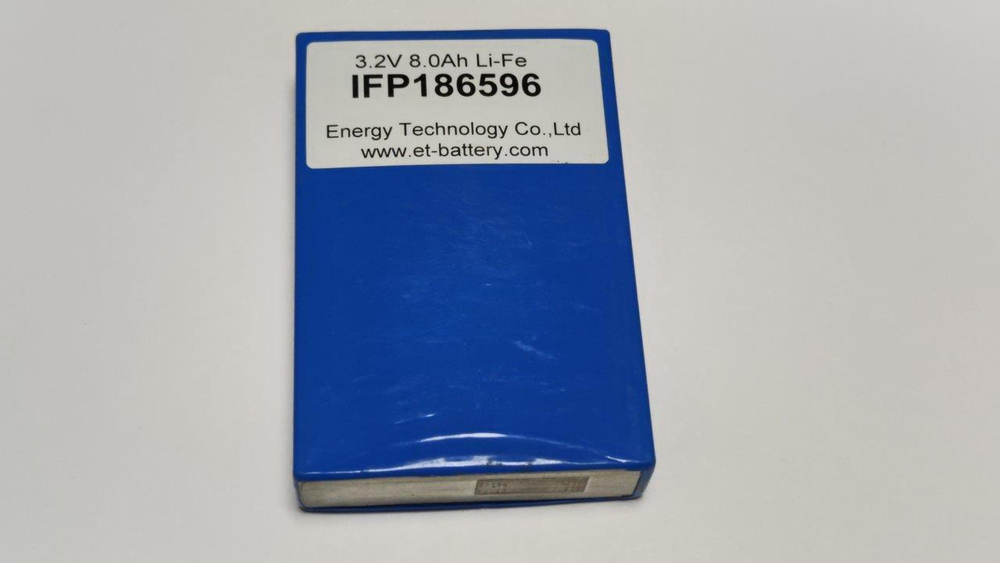 3.2V 8.0Ah Li-Fe
IFP186596
Energy Technology Co.,Ltd
www.et-battery.com